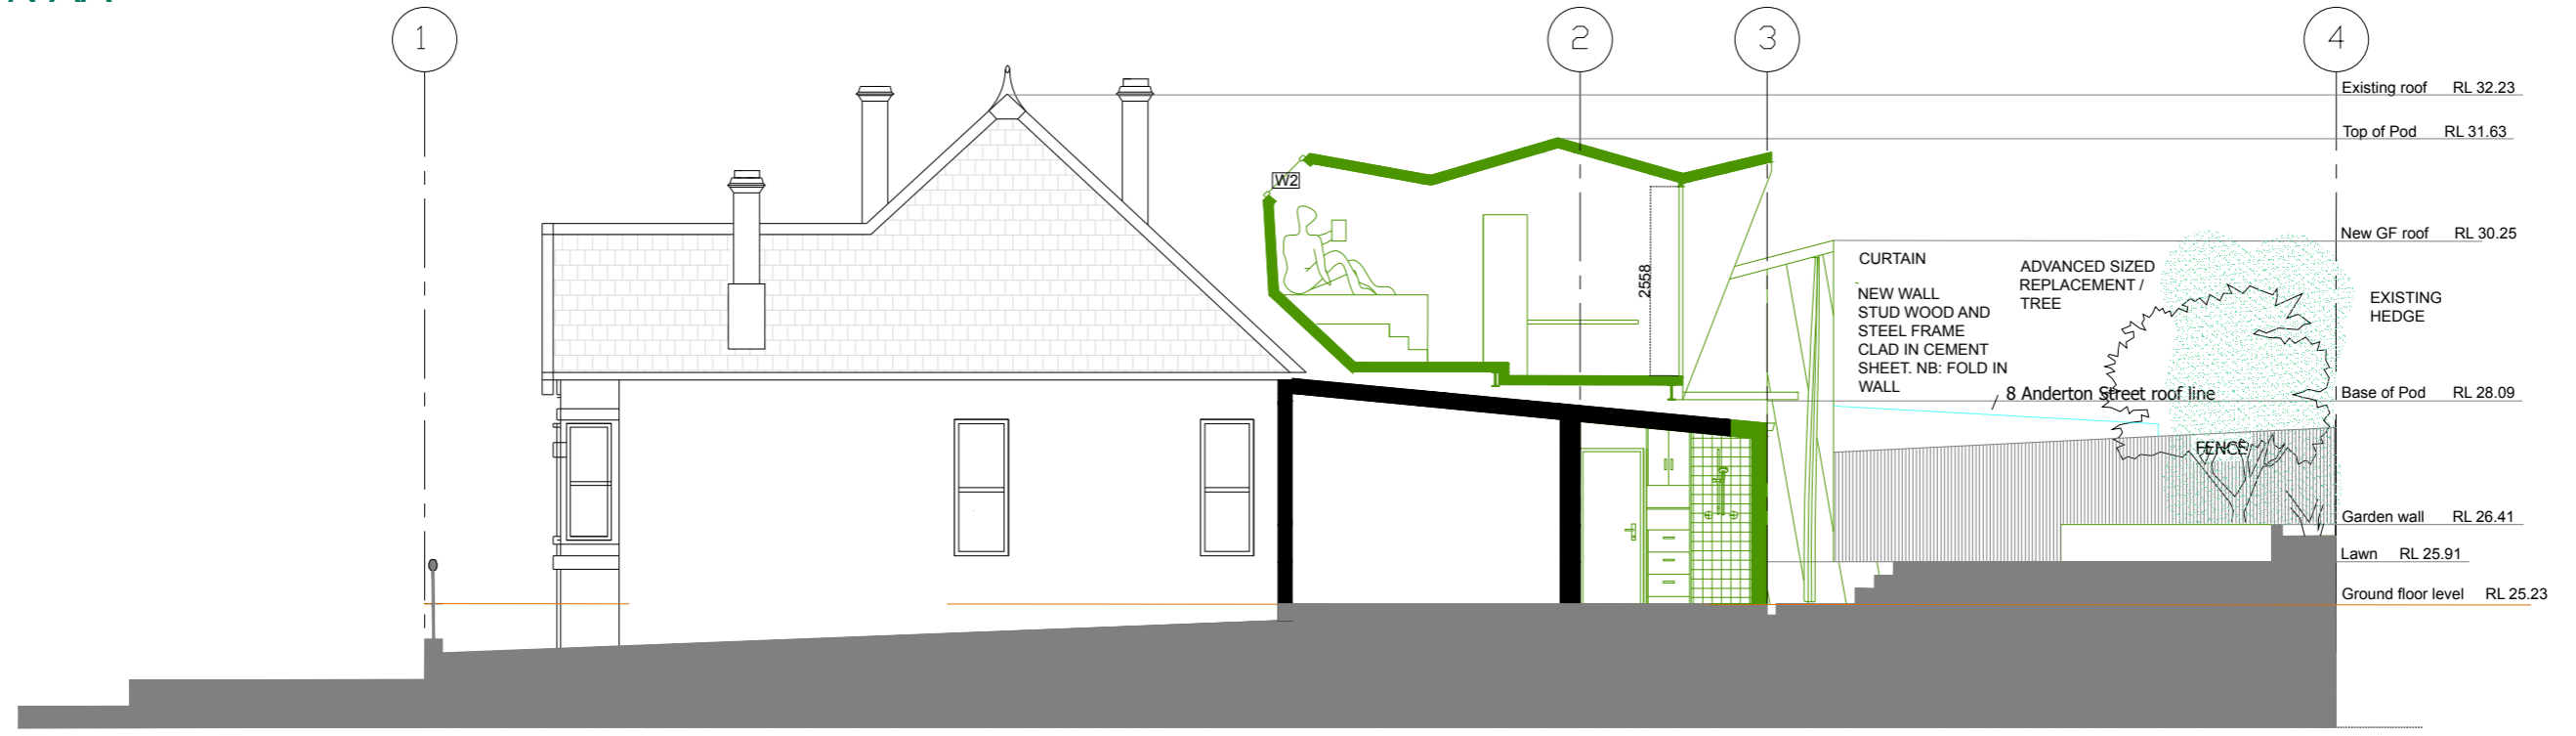 1
2
3
4
Existing roof RL 32.23
Top of Pod RL 31.63
W2
New GF roof RL 30.25
2558
CURTAIN
NEW WALL
STUD WOOD AND
STEEL FRAME
CLAD IN CEMENT
SHEET. NB: FOLD IN
WALL
ADVANCED SIZED
REPLACEMENT /
TREE
EXISTING
HEDGE
/ 8 Anderton Street roof line
Base of Pod RL 28.09
FENCE
Garden wall RL 26.41
Lawn RL 25.91
Ground floor level RL 25.23